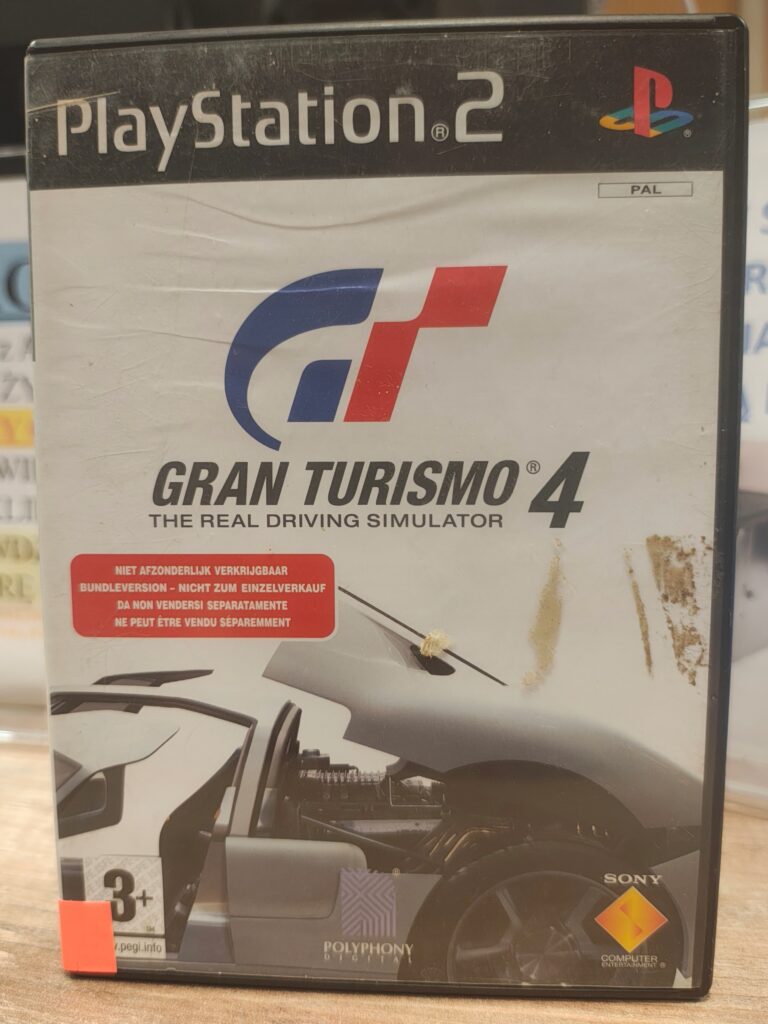 PlayStation®2
PAL
GRAN TURISMO® 4
THE REAL DRIVING SIMULATOR
NIET AFZONDERLIJK VERKRIJGBAAR
BUNDLEVERSION – NICHT ZUM EINZELVERKAUF
DA NON VENDERSI SEPARATAMENTE
NE PEUT ÊTRE VENDU SÉPAREMMENT
3+
.pegi.info
POLYPHONY
DIGITAL
SONY
COMPUTER
ENTERTAINMENT ®